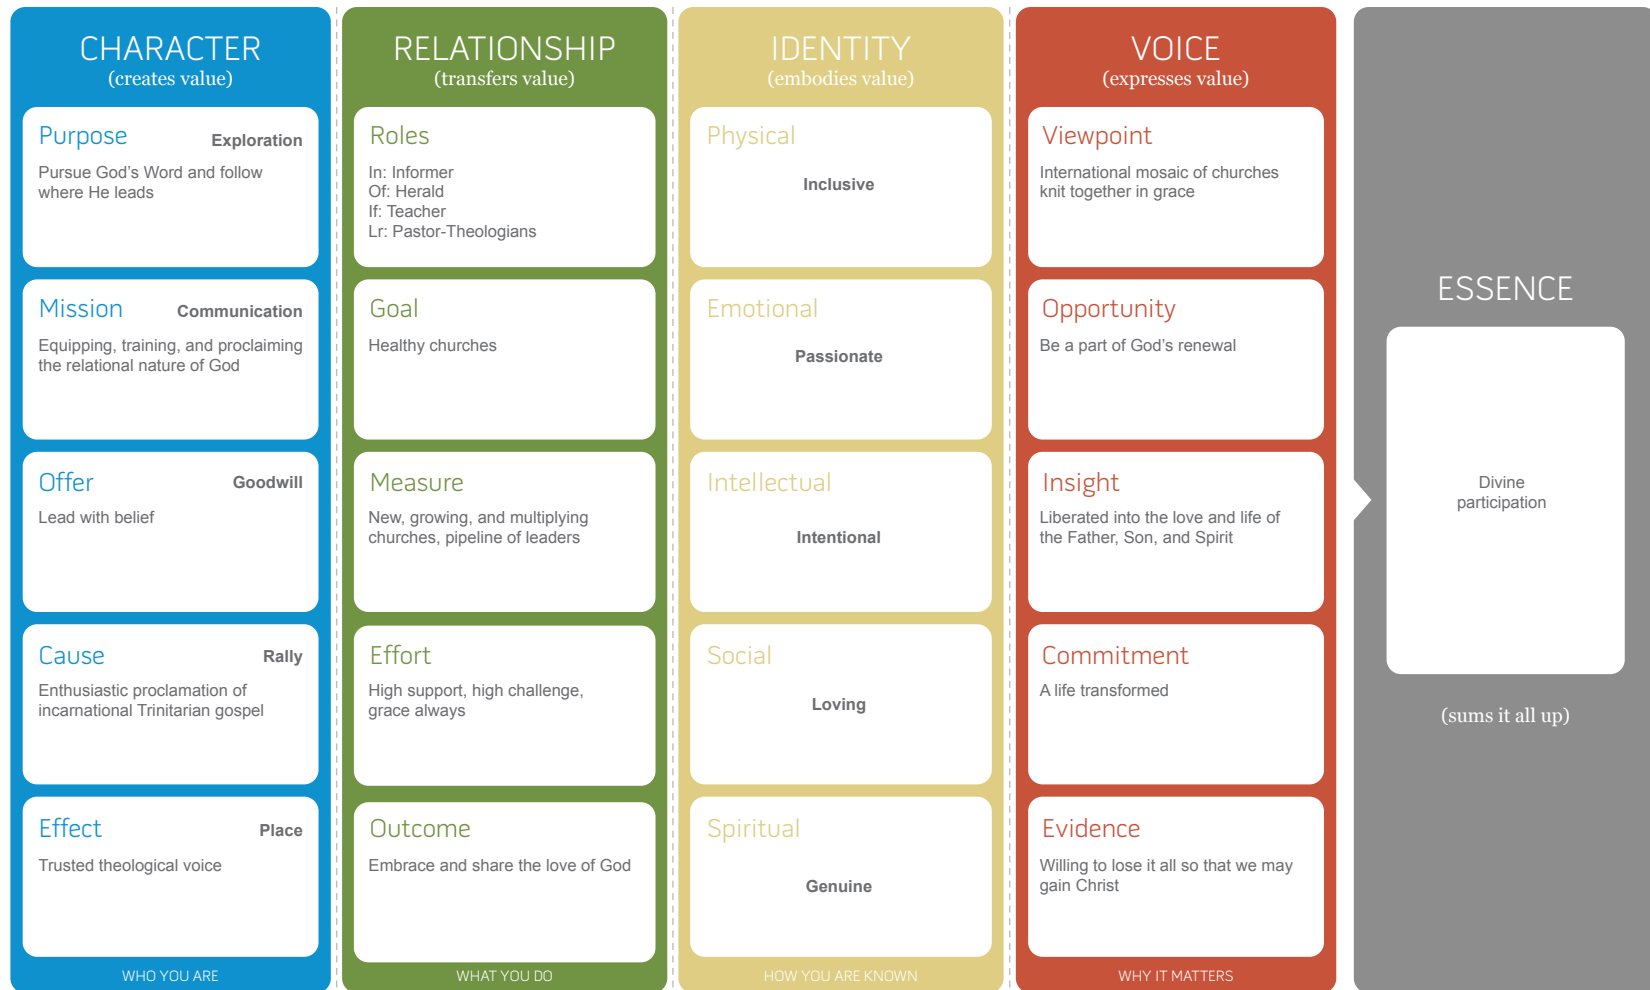 CHARACTER
(creates value)
Purpose
Exploration
Pursue God’s Word and follow
where He leads
Mission
Communication
Equipping, training, and proclaiming
the relational nature of God
Offer
Goodwill
Lead with belief
Cause
Rally
Enthusiastic proclamation of
incarnational Trinitarian gospel
Effect
Place
Trusted theological voice
WHO YOU ARE
RELATIONSHIP
(transfers value)
Roles
In: Informer
Of: Herald
If: Teacher
Lr: Pastor-Theologians
Goal
Healthy churches
Measure
New, growing, and multiplying
churches, pipeline of leaders
Effort
High support, high challenge,
grace always
Outcome
Embrace and share the love of God
WHAT YOU DO
IDENTITY
(embodies value)
Physical
Inclusive
Emotional
Passionate
Intellectual
Intentional
Social
Loving
Spiritual
Genuine
HOW YOU ARE KNOWN
VOICE
(expresses value)
Viewpoint
International mosaic of churches
knit together in grace
Opportunity
Be a part of God’s renewal
Insight
Liberated into the love and life of
the Father, Son, and Spirit
Commitment
A life transformed
Evidence
Willing to lose it all so that we may
gain Christ
WHY IT MATTERS
ESSENCE
Divine
participation
(sums it all up)